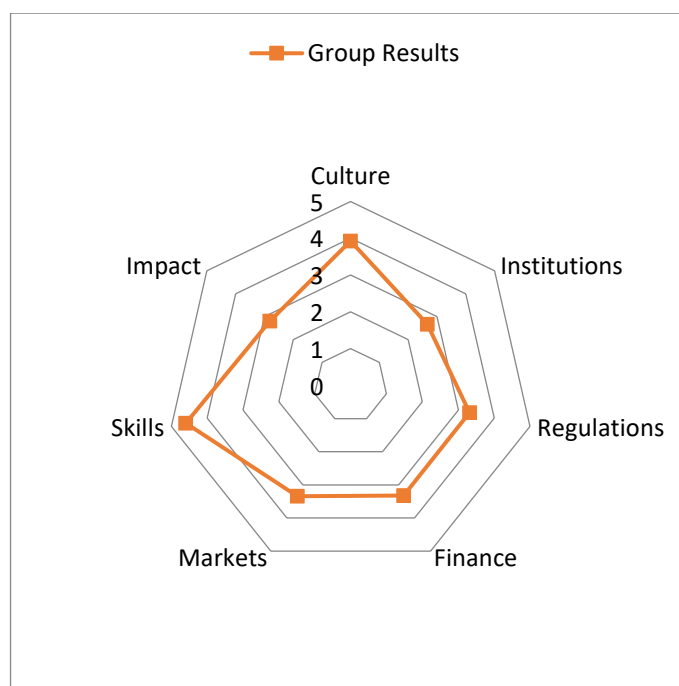 Group Results
Culture
5
4
3
2
1
0
Impact
Institutions
Skills
Regulations
Markets
Finance